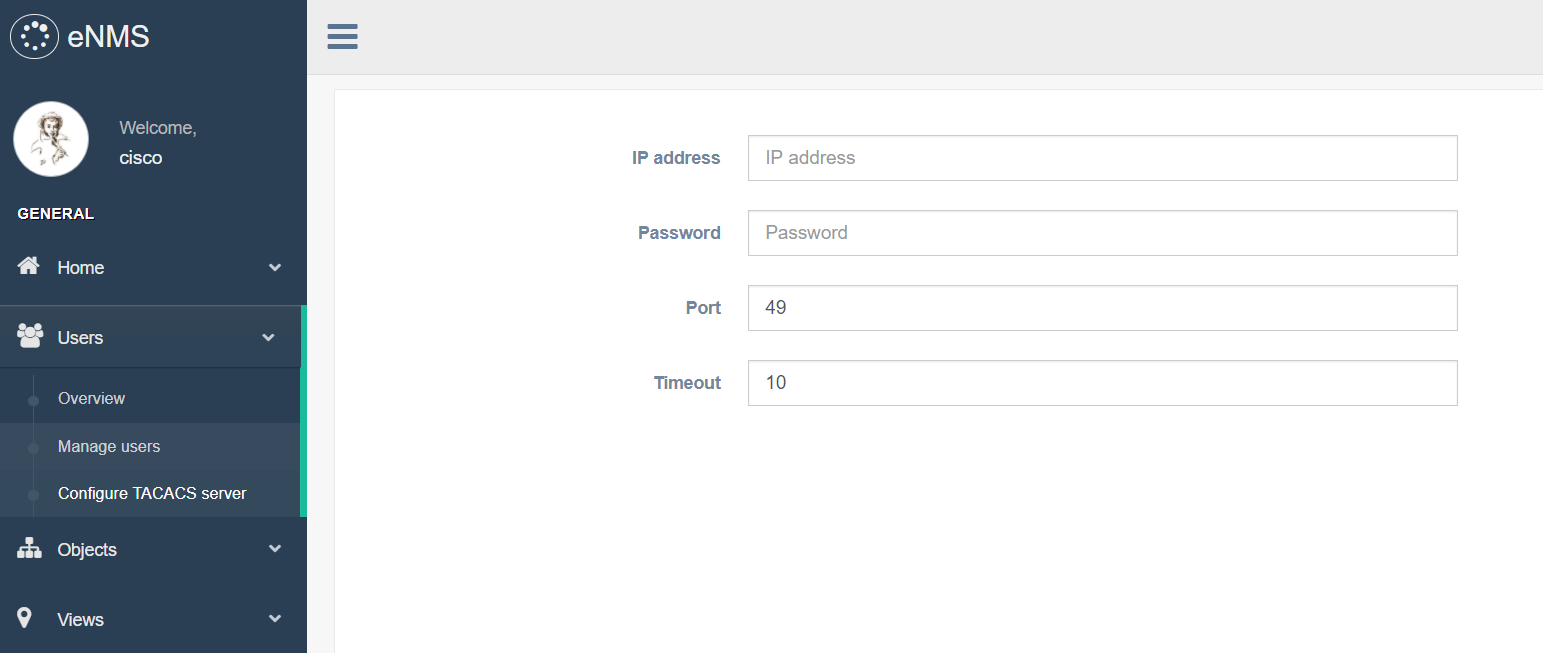 eNMS
Welcome,
cisco
GENERAL
Home
Users
Overview
Manage users
Configure TACACS server
Objects
Views
IP address
IP address
Password
Password
Port
49
Timeout
10